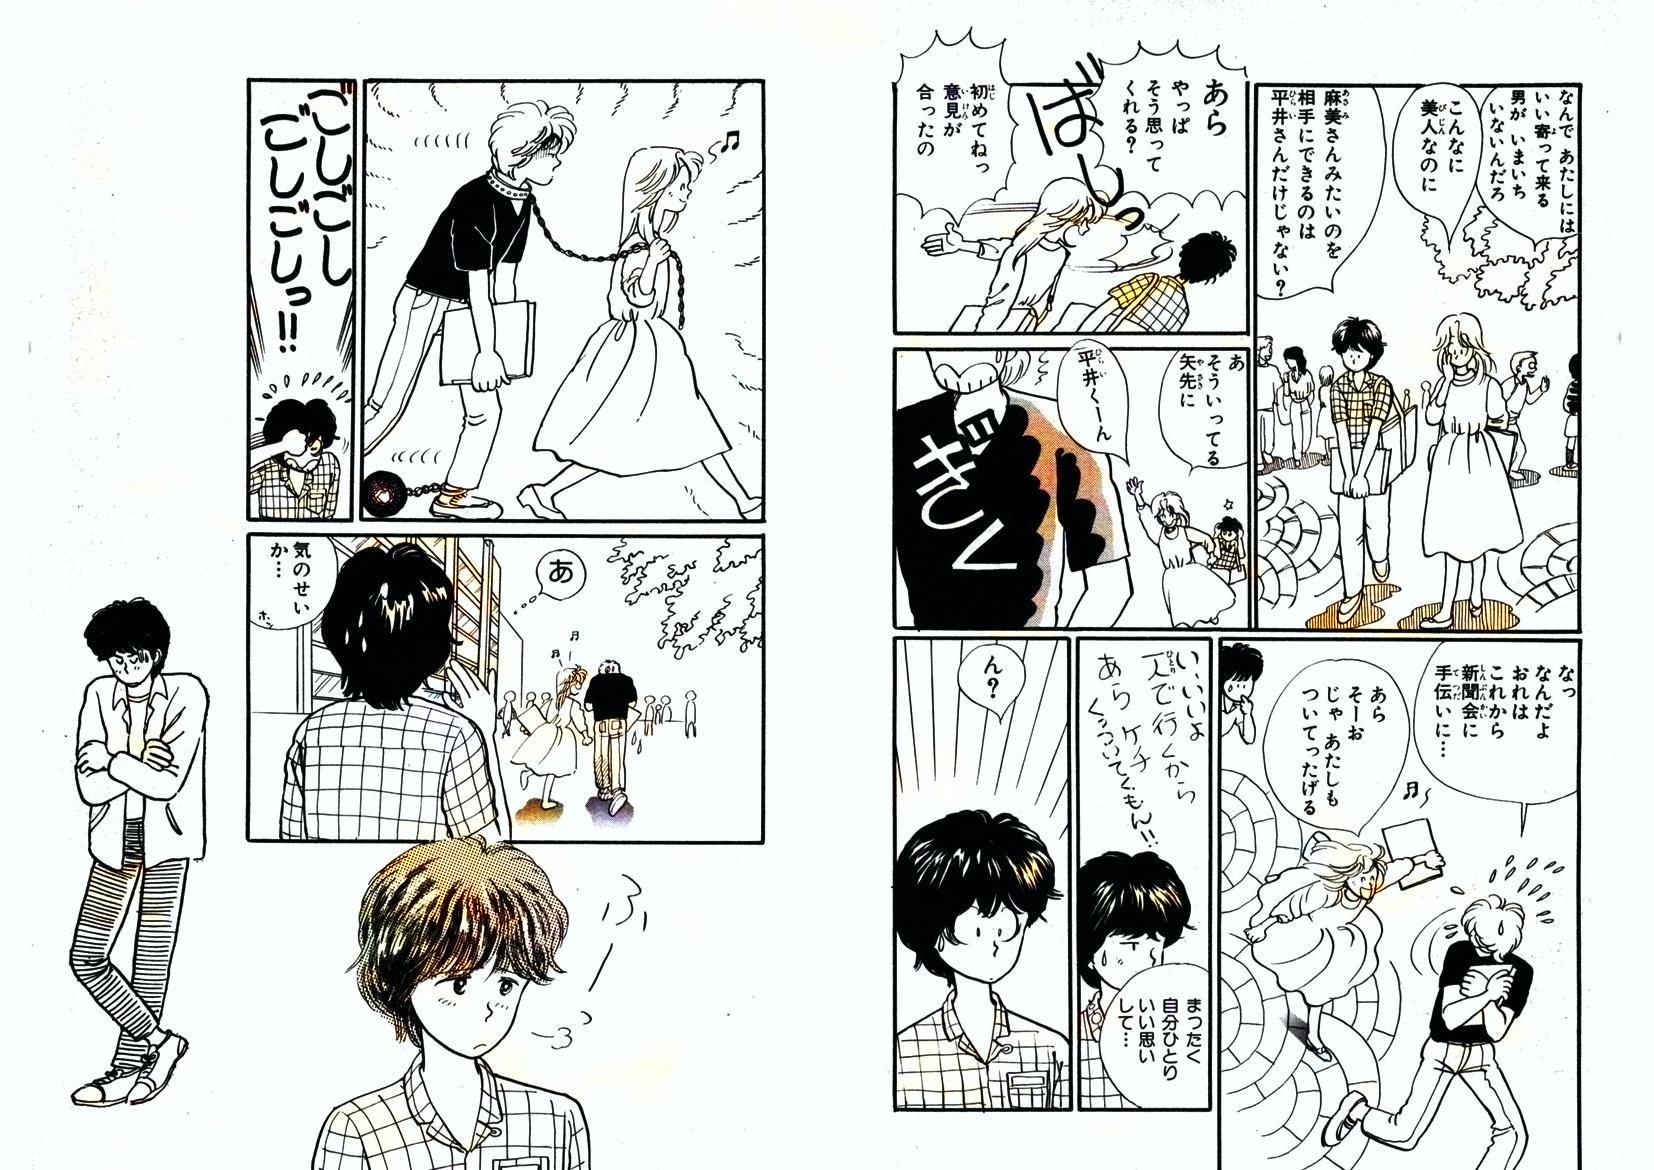 なんで あたしには
いい寄って来る
男が いまいち
いないんだろ
こんなに
美人なのに
麻美さんみたいのを
相手にできるのは
平井さんだけじゃない?
あら
やっぱ
そう思って
くれる?
ばしっ
初めてねっ
意見が
合ったの
あ
そういってる
矢先に
平井くーん
ぎくっ
なっ
なんだよ
おれは
これから
新聞会に
手伝いに…
あら
そーお
じゃ あたしも
ついてったげる
い、いいよ
一人で行くから
あら ケチ
くっついてくもん!!
まったく
自分ひとり
いい思い
して…
ん?
ごしごし
ごしごしっ!!
あ
気のせい
か…
ホッ
ふぅ